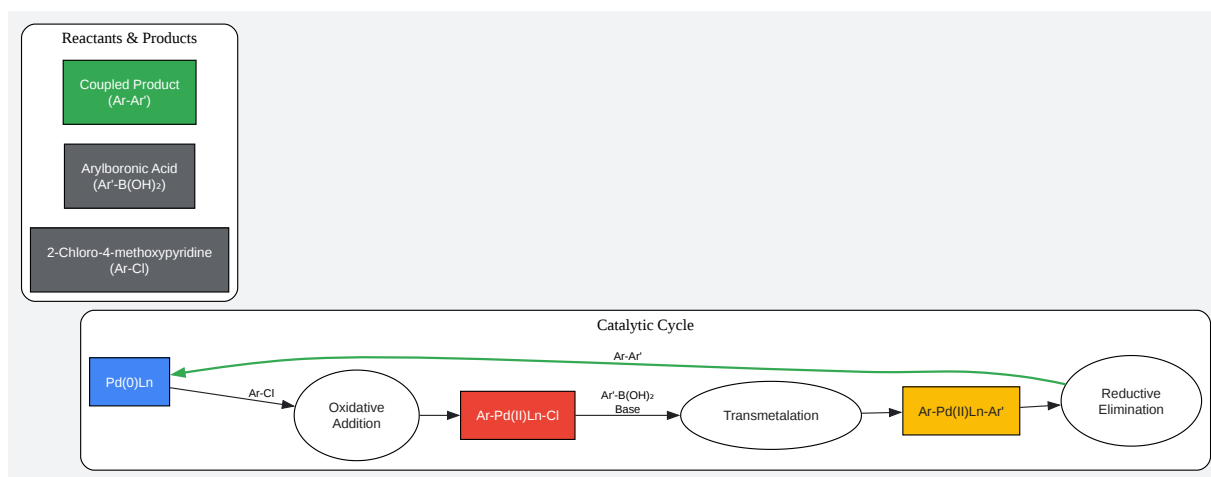 Reactants & Products
Coupled Product
(Ar-Ar')
Arylboronic Acid
(Ar'-B(OH)₂)
2-Chloro-4-methoxypyridine
(Ar-Cl)
Catalytic Cycle
Pd(0)Ln
Ar-Cl
Oxidative
Addition
Ar-Pd(II)Ln-Cl
Ar'-B(OH)₂
Base
Transmetalation
Ar-Pd(II)Ln-Ar'
Reductive
Elimination
Ar-Ar'